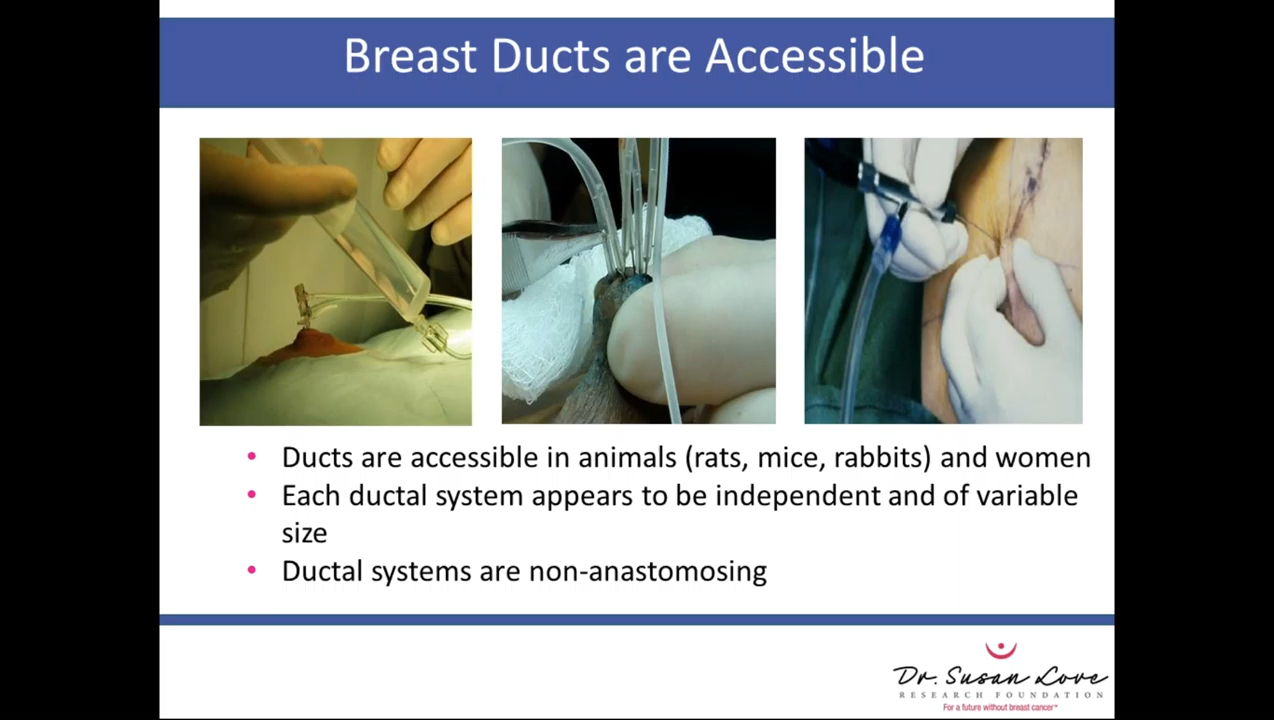 Breast Ducts are Accessible
• Ducts are accessible in animals (rats, mice, rabbits) and women
• Each ductal system appears to be independent and of variable
size
• Ductal systems are non-anastomosing
Dr. Susan Love
RESEARCH FOUNDATION
For a future without breast cancer™